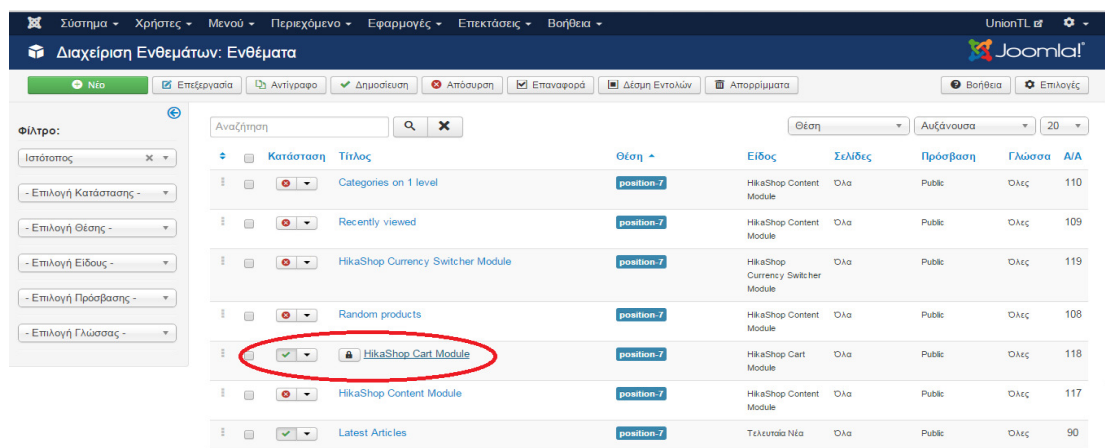 Σύστημα Χρήστες Μενού Περιεχόμενο Εφαρμογές Επεκτάσεις Βοήθεια UnionTL
Διαχείριση Ενθεμάτων: Ενθέματα Joomla!
Νέο Επεξεργασία Αντίγραφο Δημοσίευση Απόσυρση Επαναφορά Δέσμη Εντολών Απορρίμματα Βοήθεια Επιλογές
Φίλτρο:
Ιστότοπος
- Επιλογή Κατάστασης -
- Επιλογή Θέσης -
- Επιλογή Είδους -
- Επιλογή Πρόσβασης -
- Επιλογή Γλώσσας -
Αναζήτηση Θέση Αυξάνουσα 20
Κατάσταση Τίτλος Θέση Είδος Σελίδες Πρόσβαση Γλώσσα Α/Α
Categories on 1 level position-7 HikaShop Content Όλα Public Όλες 110
Module
Recently viewed position-7 HikaShop Content Όλα Public Όλες 109
Module
HikaShop Currency Switcher Module position-7 HikaShop Όλα Public Όλες 119
Currency Switcher
Module
Random products position-7 HikaShop Content Όλα Public Όλες 108
Module
HikaShop Cart Module position-7 HikaShop Cart Όλα Public Όλες 118
Module
HikaShop Content Module position-7 HikaShop Content Όλα Public Όλες 117
Module
Latest Articles position-7 Τελευταία Νέα Όλα Public Όλες 90